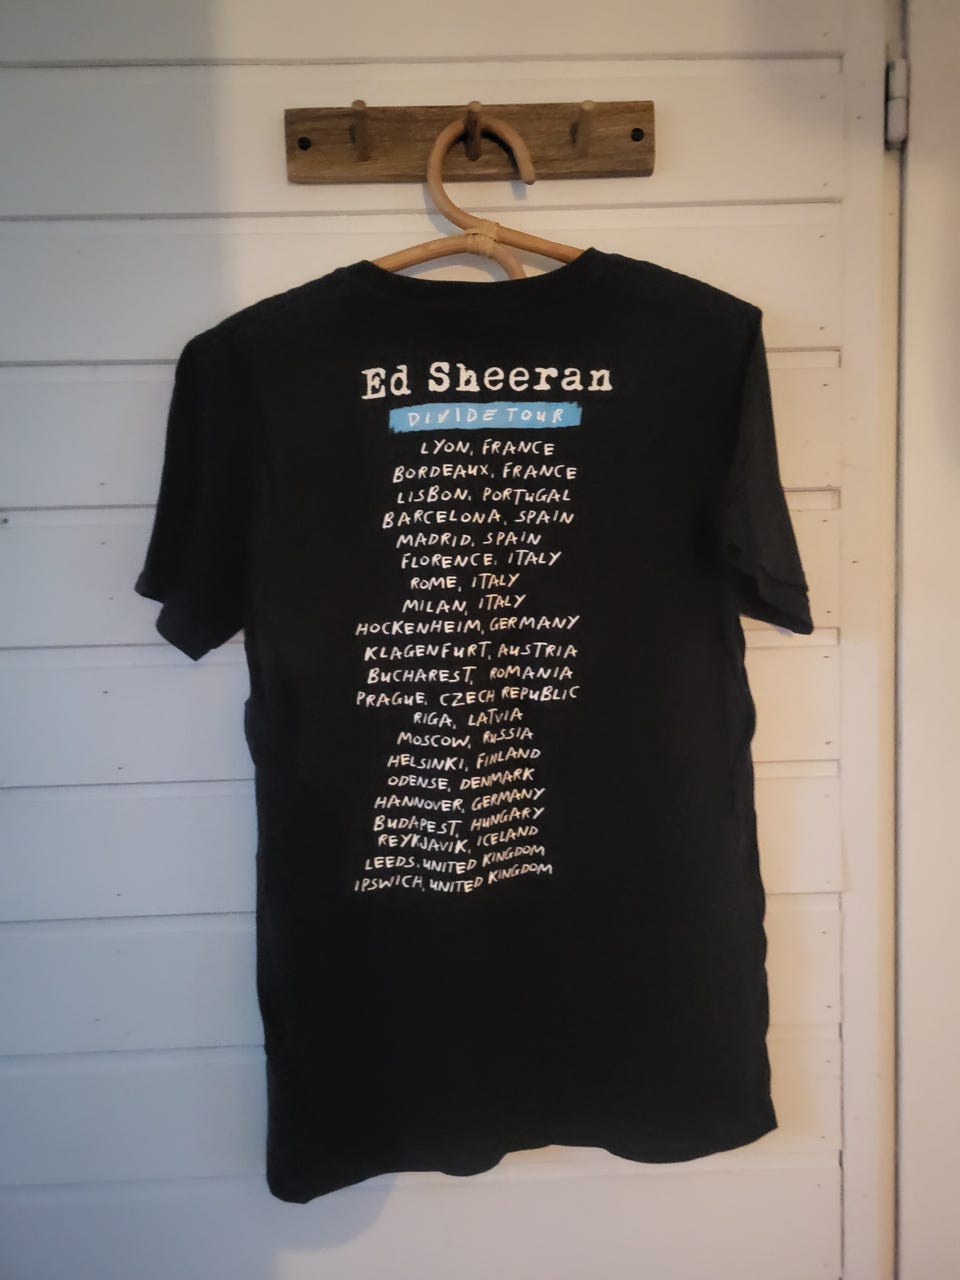 Ed Sheeran
DIVIDE TOUR
LYON, FRANCE
BORDEAUX, FRANCE
LISBON, PORTUGAL
BARCELONA, SPAIN
MADRID, SPAIN
FLORENCE, ITALY
ROME, ITALY
MILAN, ITALY
HOCKENHEIM, GERMANY
KLAGENFURT, AUSTRIA
BUCHAREST, ROMANIA
PRAGUE, CZECH REPUBLIC
RIGA, LATVIA
MOSCOW, RUSSIA
HELSINKI, FINLAND
ODENSE, DENMARK
HANNOVER, GERMANY
BUDAPEST, HUNGARY
REYKJAVIK, ICELAND
LEEDS, UNITED KINGDOM
IPSWICH, UNITED KINGDOM